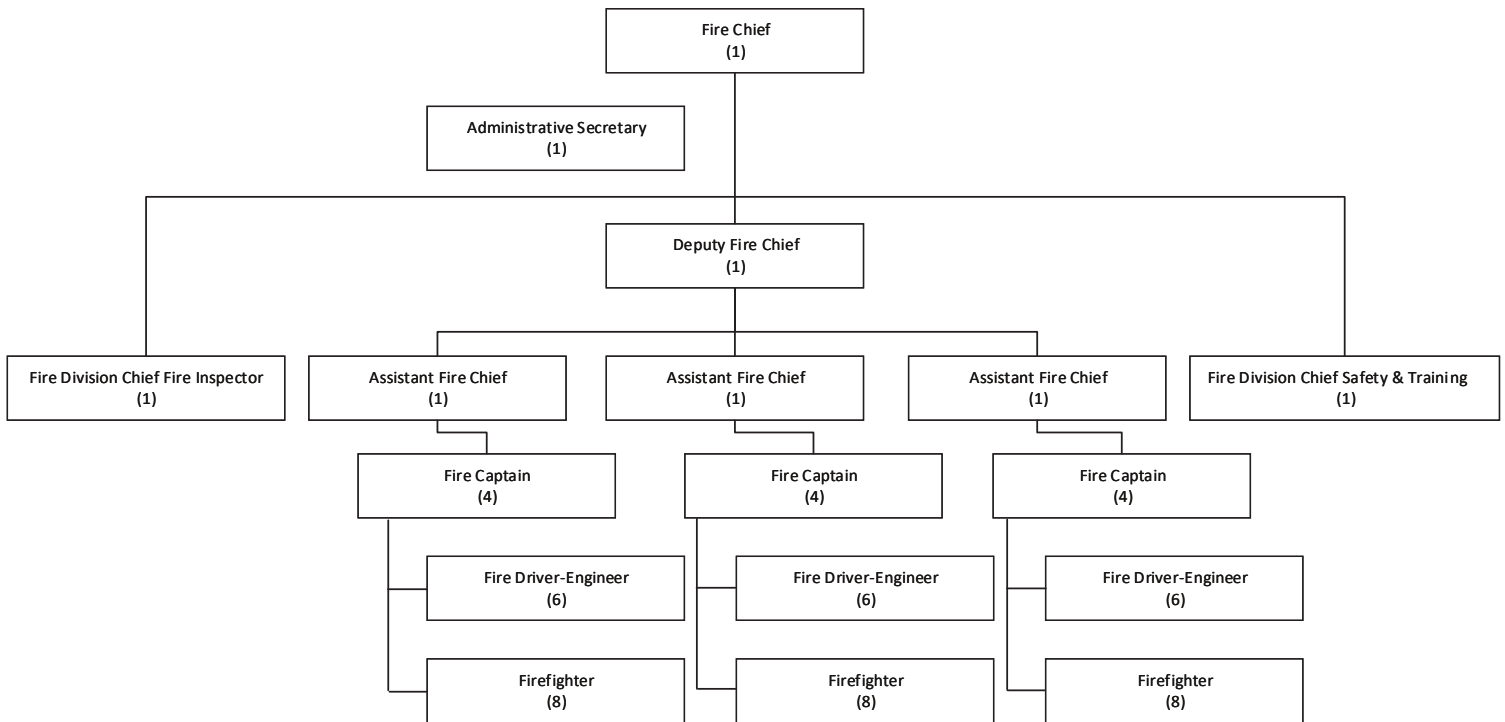 Fire Chief
(1)
Administrative Secretary
(1)
Deputy Fire Chief
(1)
Fire Division Chief Fire Inspector
(1)
Assistant Fire Chief
(1)
Assistant Fire Chief
(1)
Assistant Fire Chief
(1)
Fire Division Chief Safety & Training
(1)
Fire Captain
(4)
Fire Captain
(4)
Fire Captain
(4)
Fire Driver-Engineer
(6)
Fire Driver-Engineer
(6)
Fire Driver-Engineer
(6)
Firefighter
(8)
Firefighter
(8)
Firefighter
(8)